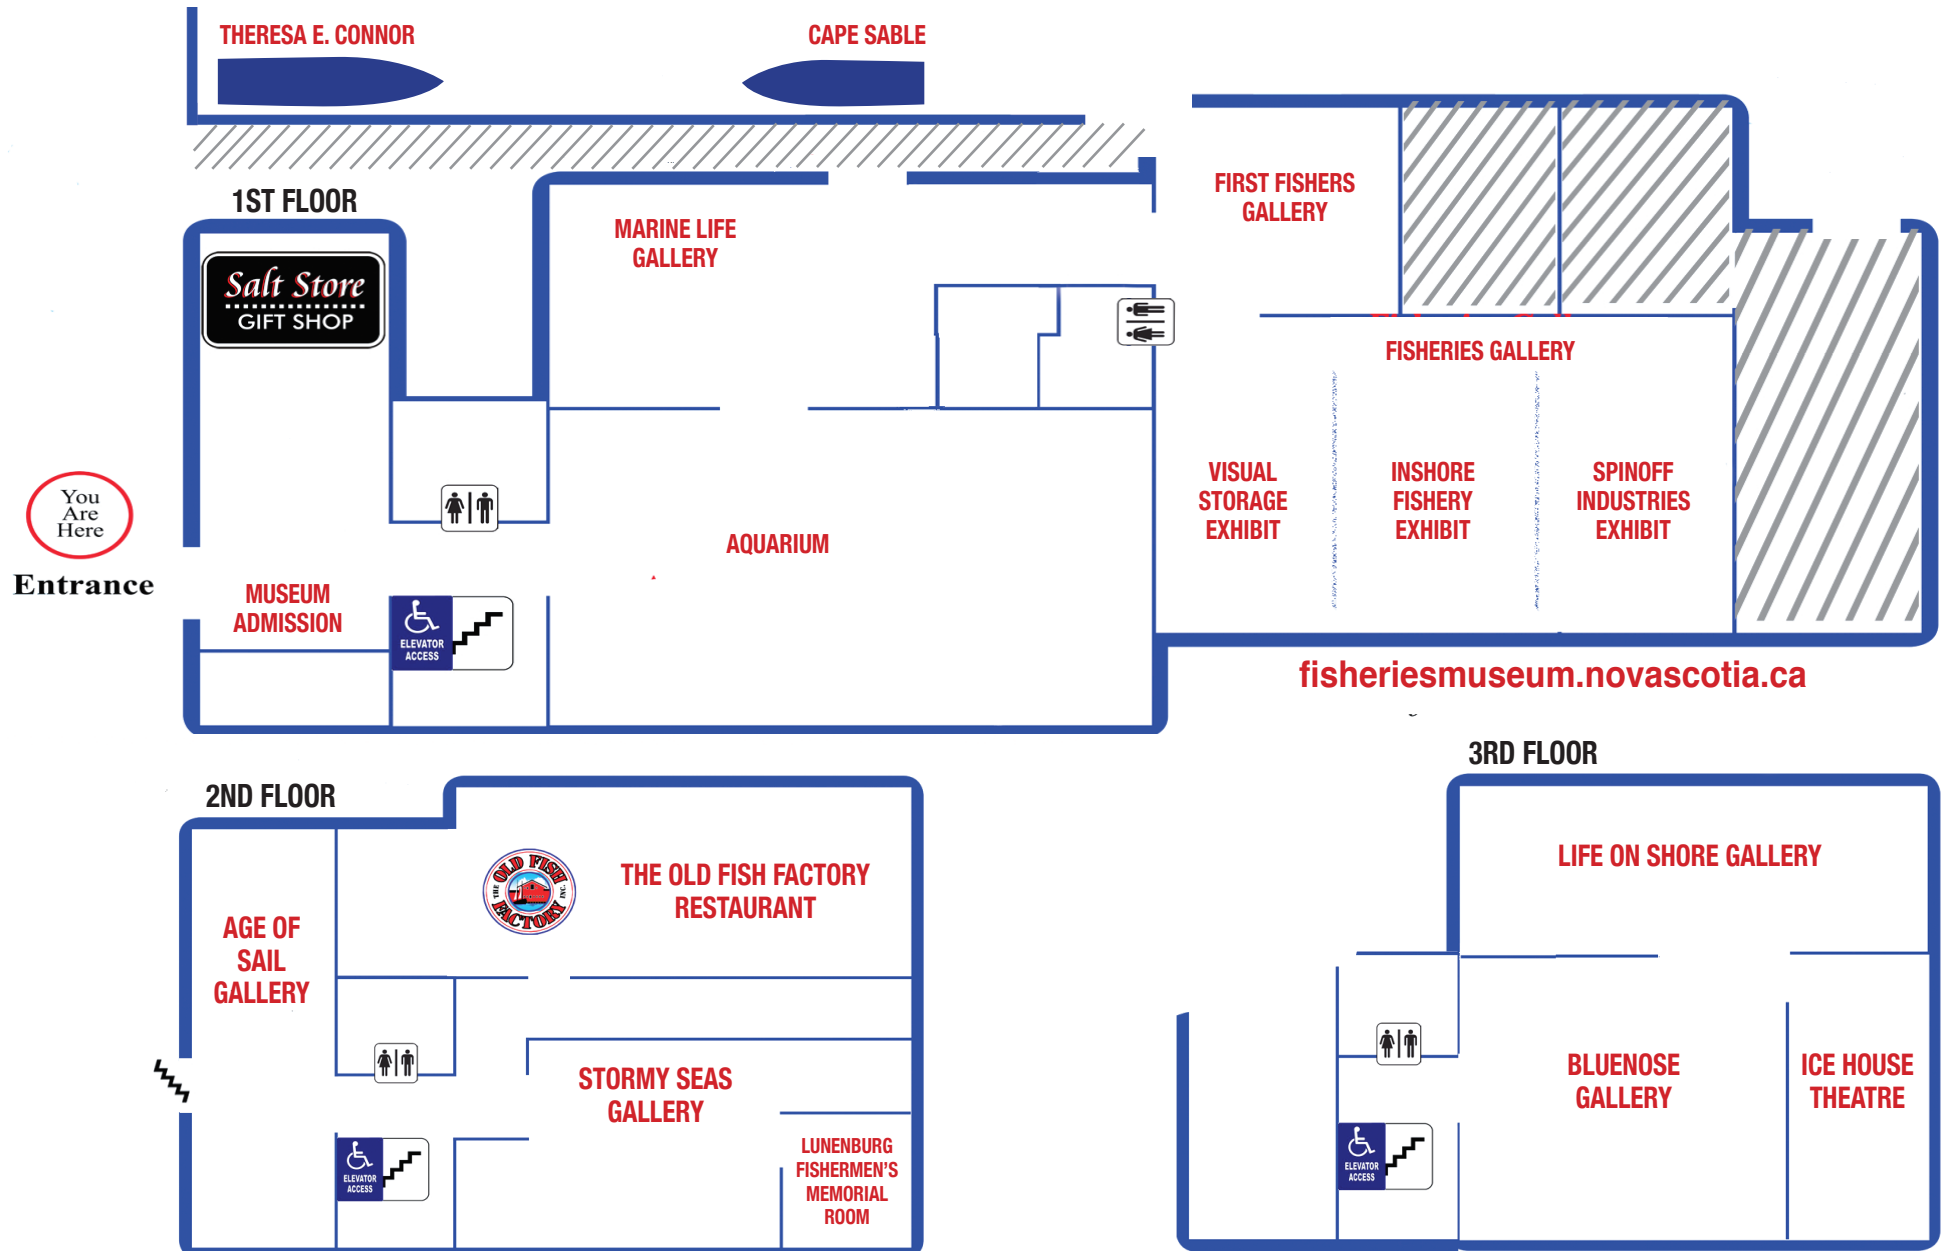 THERESA E. CONNOR
CAPE SABLE
1ST FLOOR
Salt Store
GIFT SHOP
MARINE LIFE
GALLERY
FIRST FISHERS
GALLERY
FISHERIES GALLERY
You
Are
Here
Entrance
MUSEUM
ADMISSION
ELEVATOR
ACCESS
AQUARIUM
VISUAL
STORAGE
EXHIBIT
INSHORE
FISHERY
EXHIBIT
SPINOFF
INDUSTRIES
EXHIBIT
fisheriesmuseum.novascotia.ca
2ND FLOOR
AGE OF
SAIL
GALLERY
THE OLD FISH FACTORY INC.
THE OLD FISH FACTORY
RESTAURANT
STORMY SEAS
GALLERY
ELEVATOR
ACCESS
LUNENBURG
FISHERMEN'S
MEMORIAL
ROOM
3RD FLOOR
LIFE ON SHORE GALLERY
BLUENOSE
GALLERY
ICE HOUSE
THEATRE
ELEVATOR
ACCESS